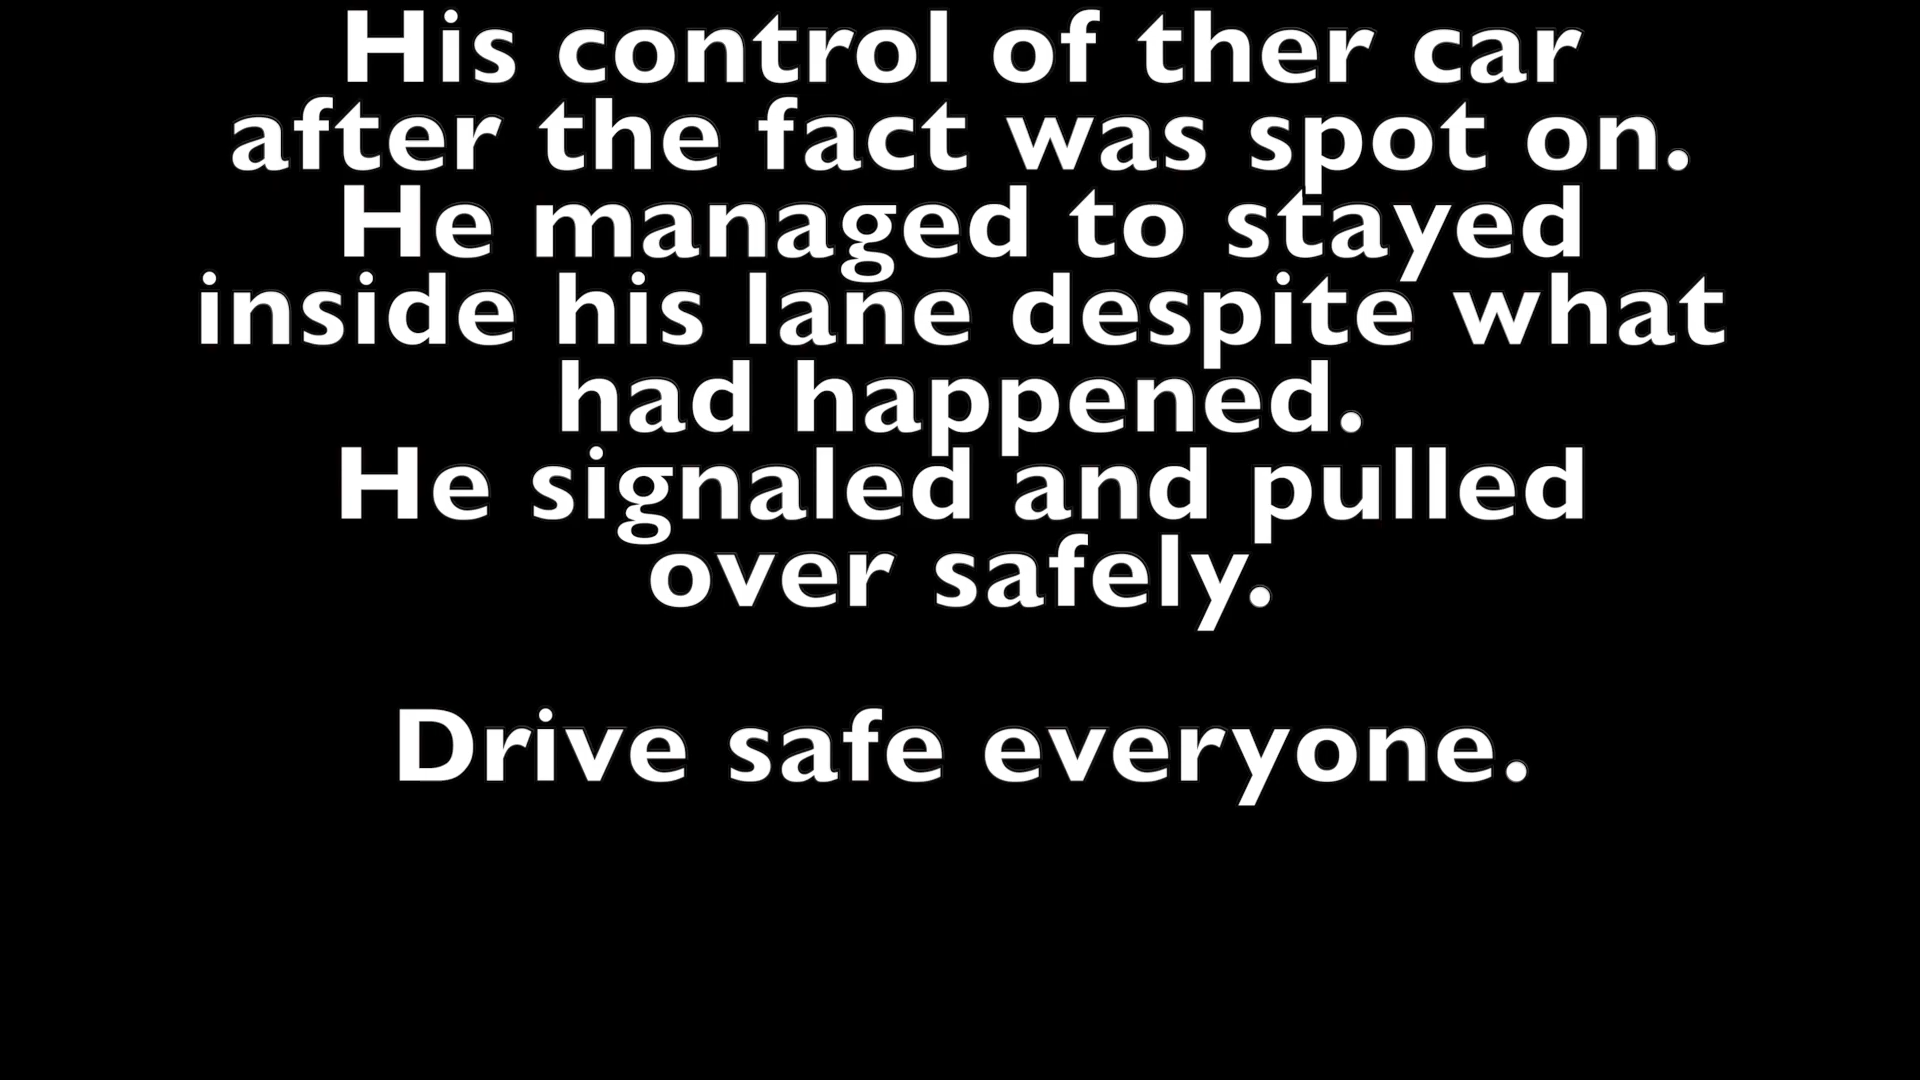 His control of ther car
after the fact was spot on.
He managed to stayed
inside his lane despite what
had happened.
He signaled and pulled
over safely.
Drive safe everyone.